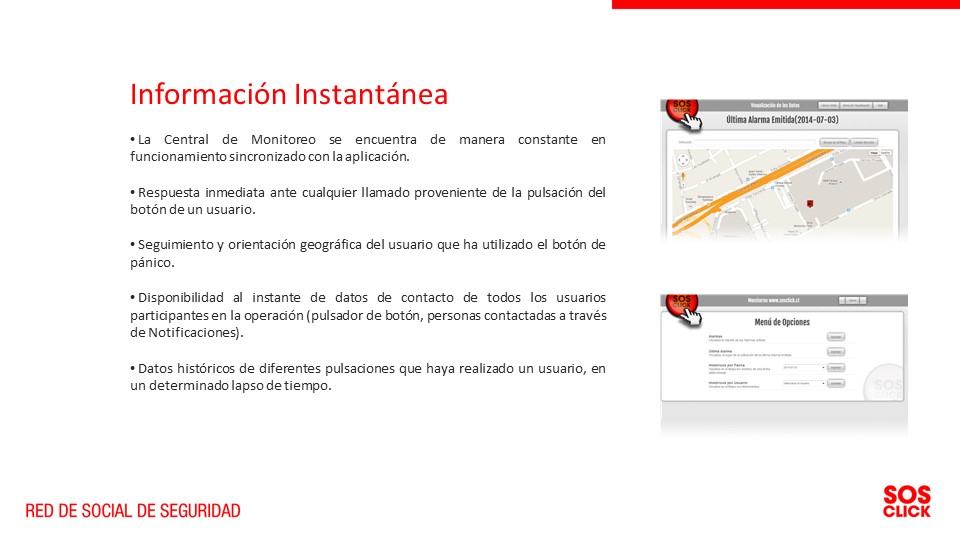 Información Instantánea
• La Central de Monitoreo se encuentra de manera constante en
funcionamiento sincronizado con la aplicación.
• Respuesta inmediata ante cualquier llamado proveniente de la pulsación del
botón de un usuario.
• Seguimiento y orientación geográfica del usuario que ha utilizado el botón de
pánico.
• Disponibilidad al instante de datos de contacto de todos los usuarios
participantes en la operación (pulsador de botón, personas contactadas a través
de Notificaciones).
• Datos históricos de diferentes pulsaciones que haya realizado un usuario, en
un determinado lapso de tiempo.
SOS
Visualización de los Datos
Última Alarma Emitida(2014-07-03)
SOS
CLICK
Monitoreo www.sosclick.cl
Menú de Opciones
Alarmas
Última Alarma
Históricos por Fecha
Históricos por Usuario
SOS
CLICK
RED DE SOCIAL DE SEGURIDAD
SOS
CLICK